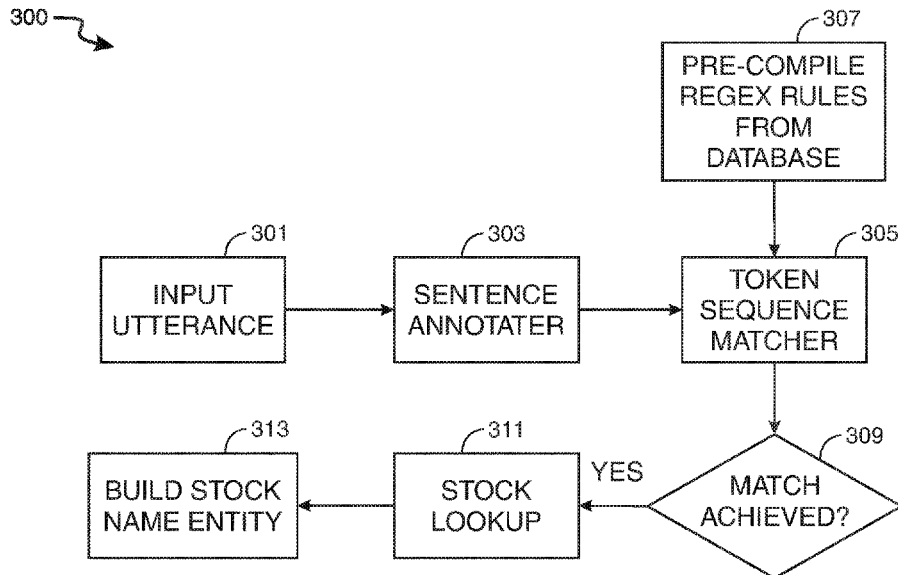 300
307
PRE-COMPILE
REGEX RULES
FROM
DATABASE
301
INPUT
UTTERANCE
303
SENTENCE
ANNOTATER
305
TOKEN
SEQUENCE
MATCHER
313
BUILD STOCK
NAME ENTITY
311
STOCK
LOOKUP
YES
309
MATCH
ACHIEVED?